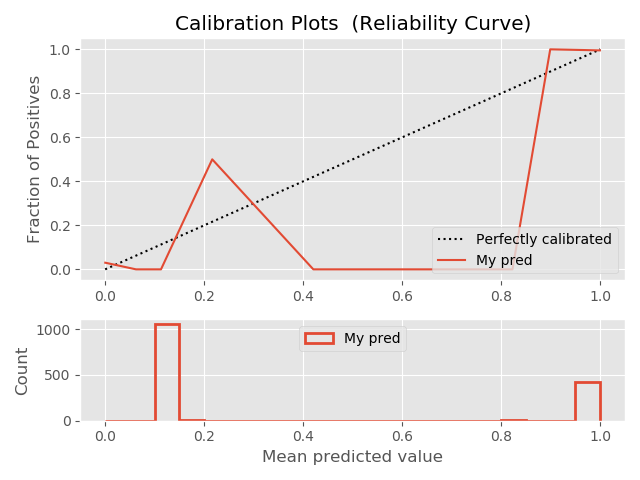 Calibration Plots  (Reliability Curve)
1.0
0.8
0.6
0.4
0.2
0.0
Fraction of Positives
Perfectly calibrated
My pred
0.0 0.2 0.4 0.6 0.8 1.0
1000
500
0
Count
My pred
0.0 0.2 0.4 0.6 0.8 1.0
Mean predicted value